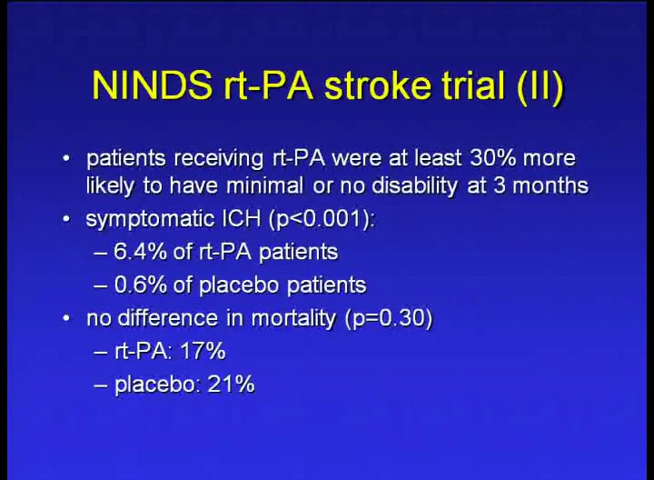 NINDS rt-PA stroke trial (II)
• patients receiving rt-PA were at least 30% more
likely to have minimal or no disability at 3 months
• symptomatic ICH (p<0.001):
– 6.4% of rt-PA patients
– 0.6% of placebo patients
• no difference in mortality (p=0.30)
– rt-PA: 17%
– placebo: 21%